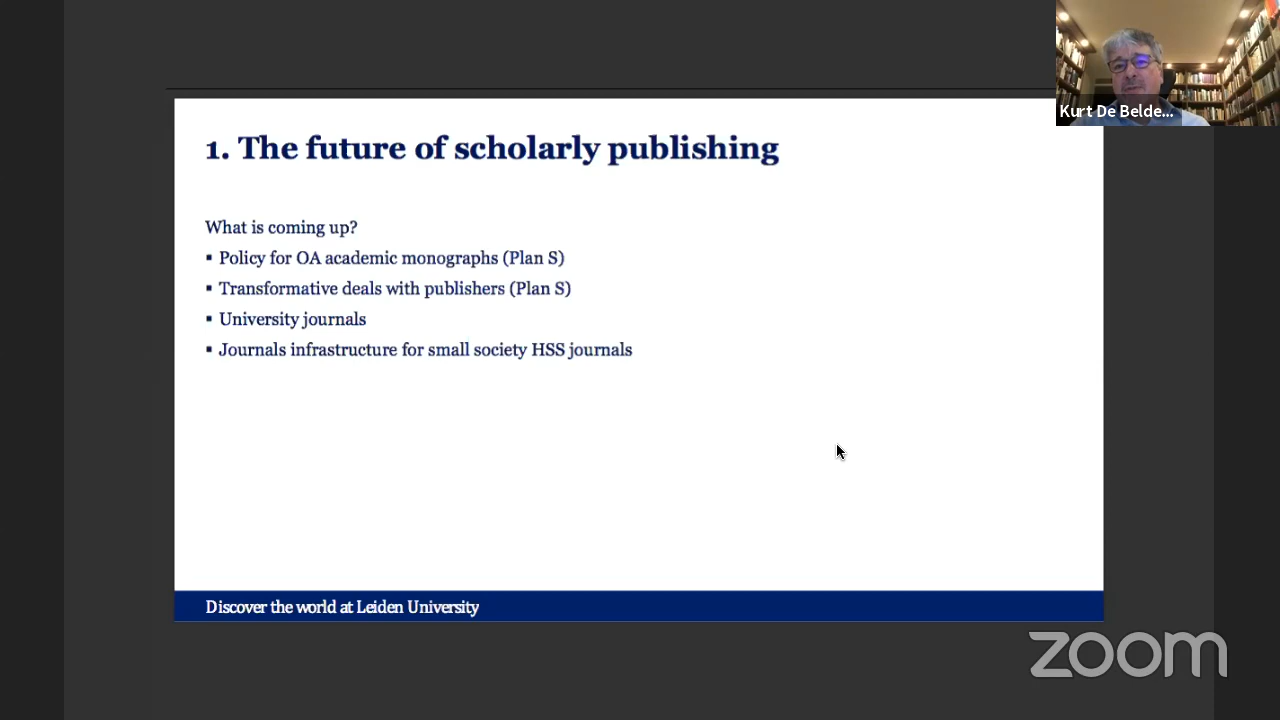 Kurt De Belde...
1. The future of scholarly publishing
What is coming up?
▪ Policy for OA academic monographs (Plan S)
▪ Transformative deals with publishers (Plan S)
▪ University journals
▪ Journals infrastructure for small society HSS journals
Discover the world at Leiden University
zoom